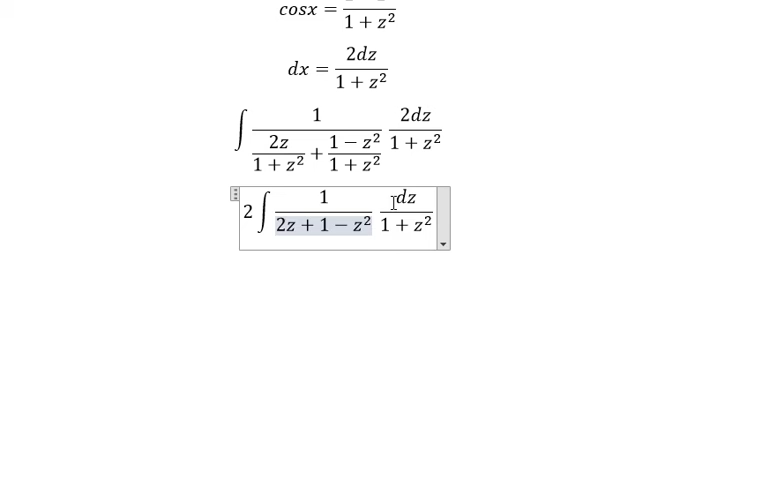 cosx = / 1 + z²
dx = 2dz / 1 + z²
∫ 1 / (2z / 1 + z² + 1 − z² / 1 + z²) 2dz / 1 + z²
2 ∫ 1 / (2z + 1 − z²) dz / 1 + z²